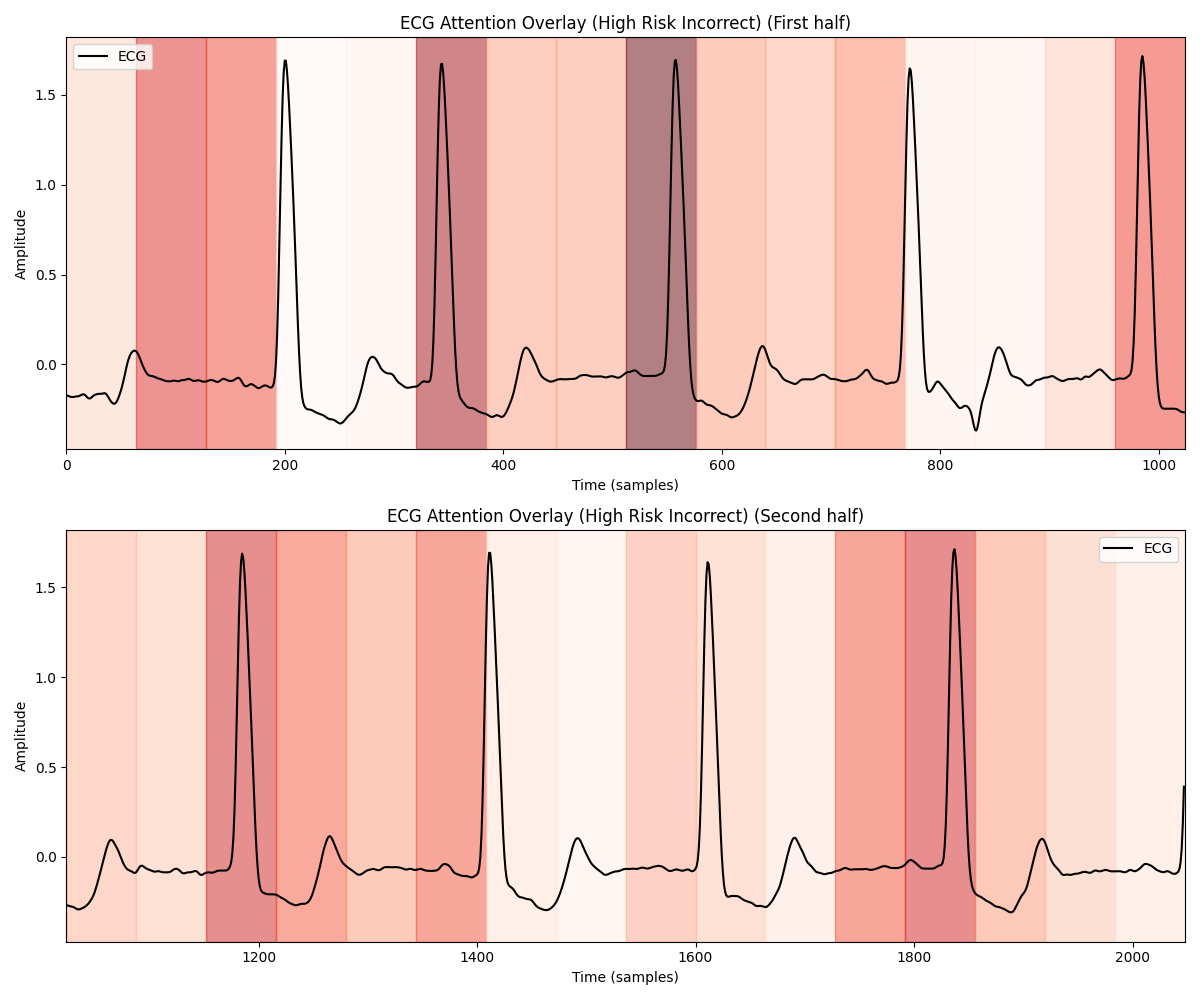 ECG Attention Overlay (High Risk Incorrect) (First half)
ECG
Amplitude
1.5
1.0
0.5
0.0
0 200 400 600 800 1000
Time (samples)
ECG Attention Overlay (High Risk Incorrect) (Second half)
ECG
Amplitude
1.5
1.0
0.5
0.0
1200 1400 1600 1800 2000
Time (samples)